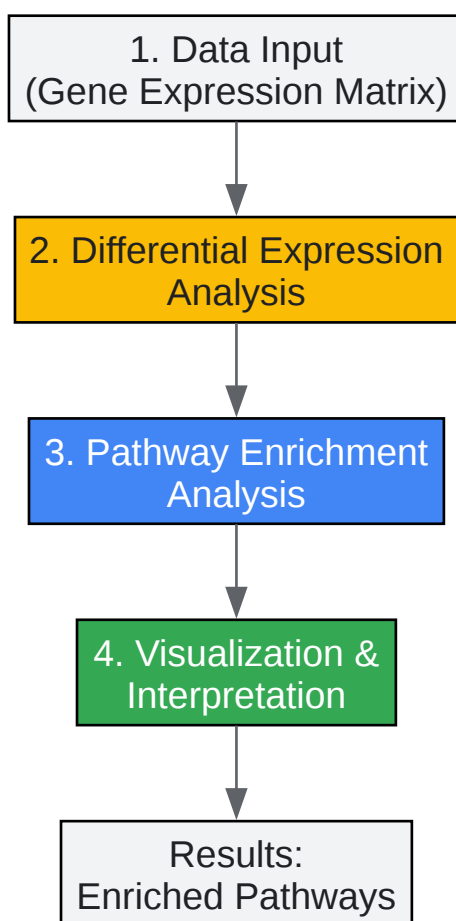 1. Data Input
(Gene Expression Matrix)
2. Differential Expression
Analysis
3. Pathway Enrichment
Analysis
4. Visualization &
Interpretation
Results:
Enriched Pathways